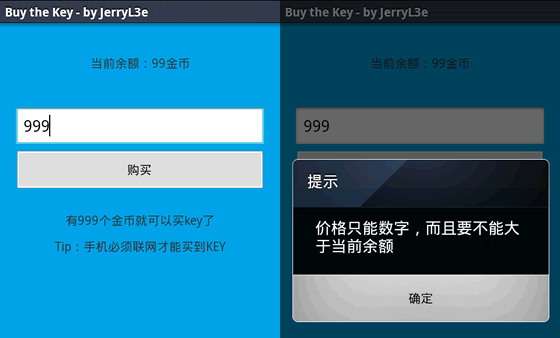 Buy the Key - by JerryL3e
当前余额：99金币
999
购买
有999个金币就可以买key了
Tip：手机必须联网才能买到KEY
Buy the Key - by JerryL3e
当前余额：99金币
999
提示
价格只能数字，而且要不能大
于当前余额
确定